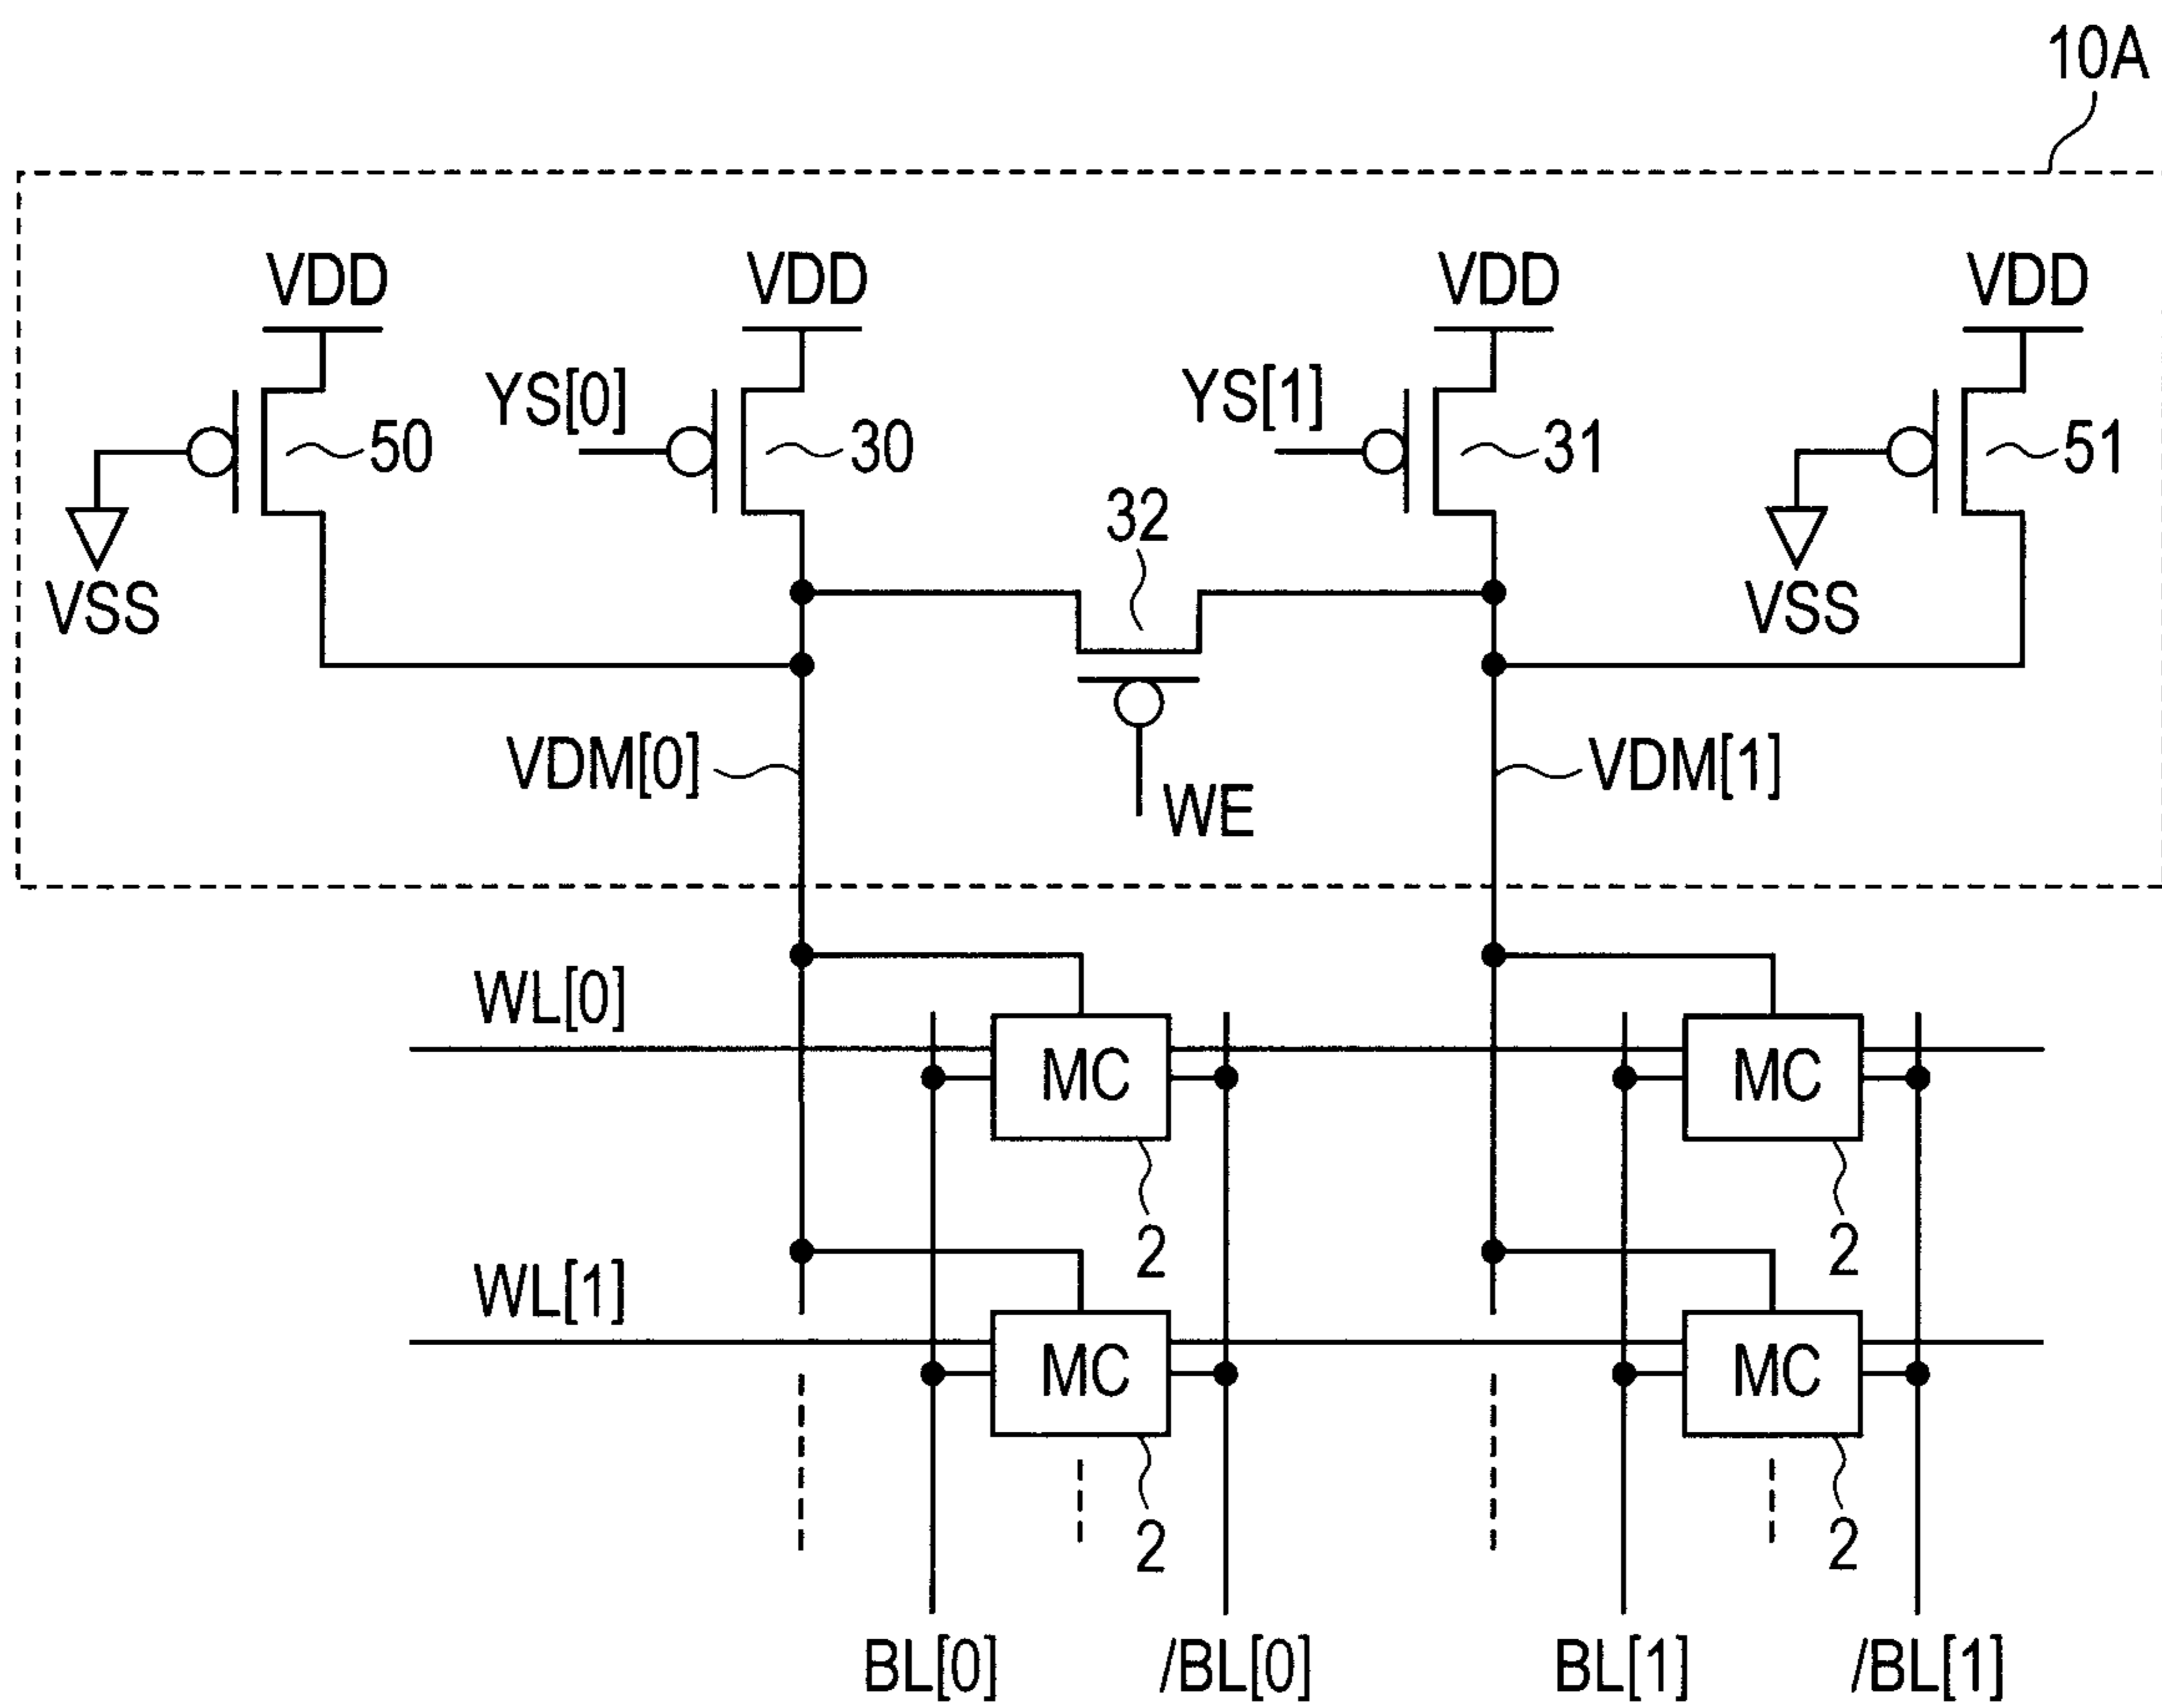 10A
VDD VDD VDD VDD
YS[0] YS[1]
50 30 31 51
32
VSS VSS
VDM[0] VDM[1]
WE
WL[0]
MC MC
2 2
WL[1]
MC MC
2 2
BL[0] /BL[0] BL[1] /BL[1]